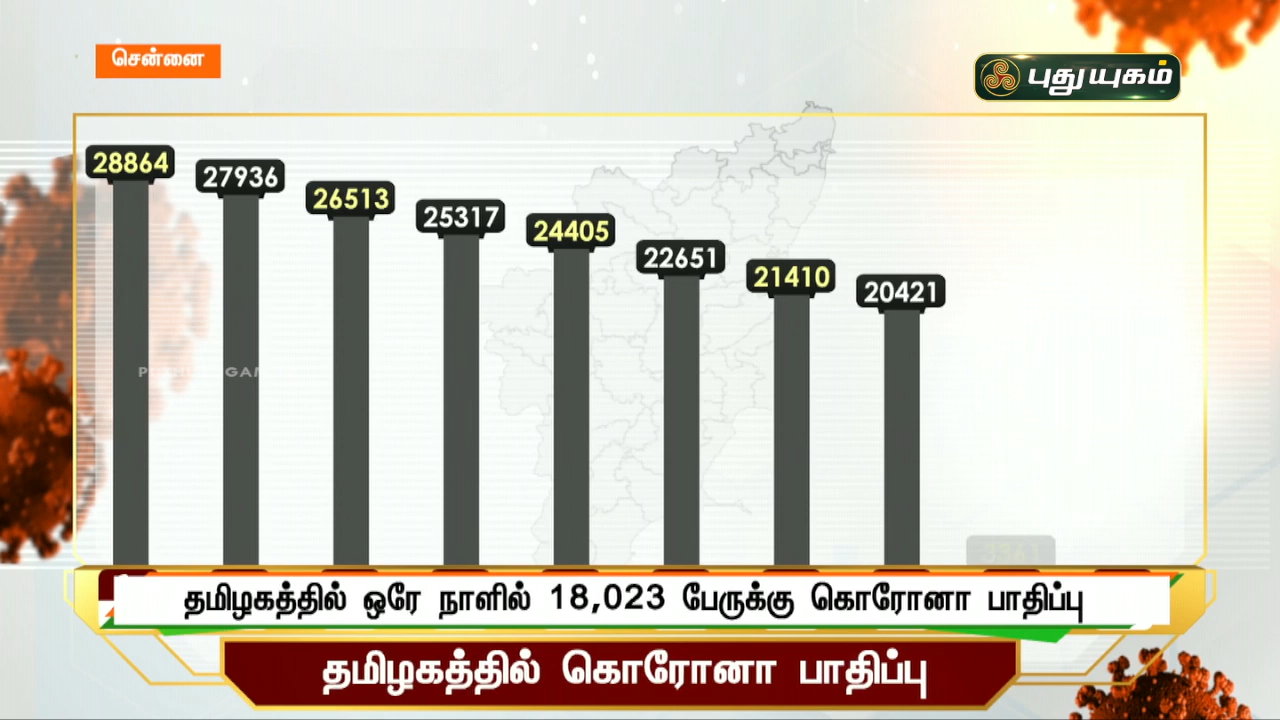 சென்னை
புதுயுகம்
28864
27936
26513
25317
24405
22651
21410
20421
தமிழகத்தில் ஒரே நாளில் 18,023 பேருக்கு கொரோனா பாதிப்பு
தமிழகத்தில் கொரோனா பாதிப்பு